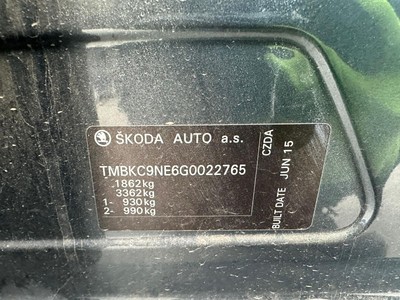 ŠKODA AUTO a.s.
TMBKC9NE6G0022765
1862kg
3362kg
1- 930kg
2- 990kg
CZDA
BUILT DATE JUN 15